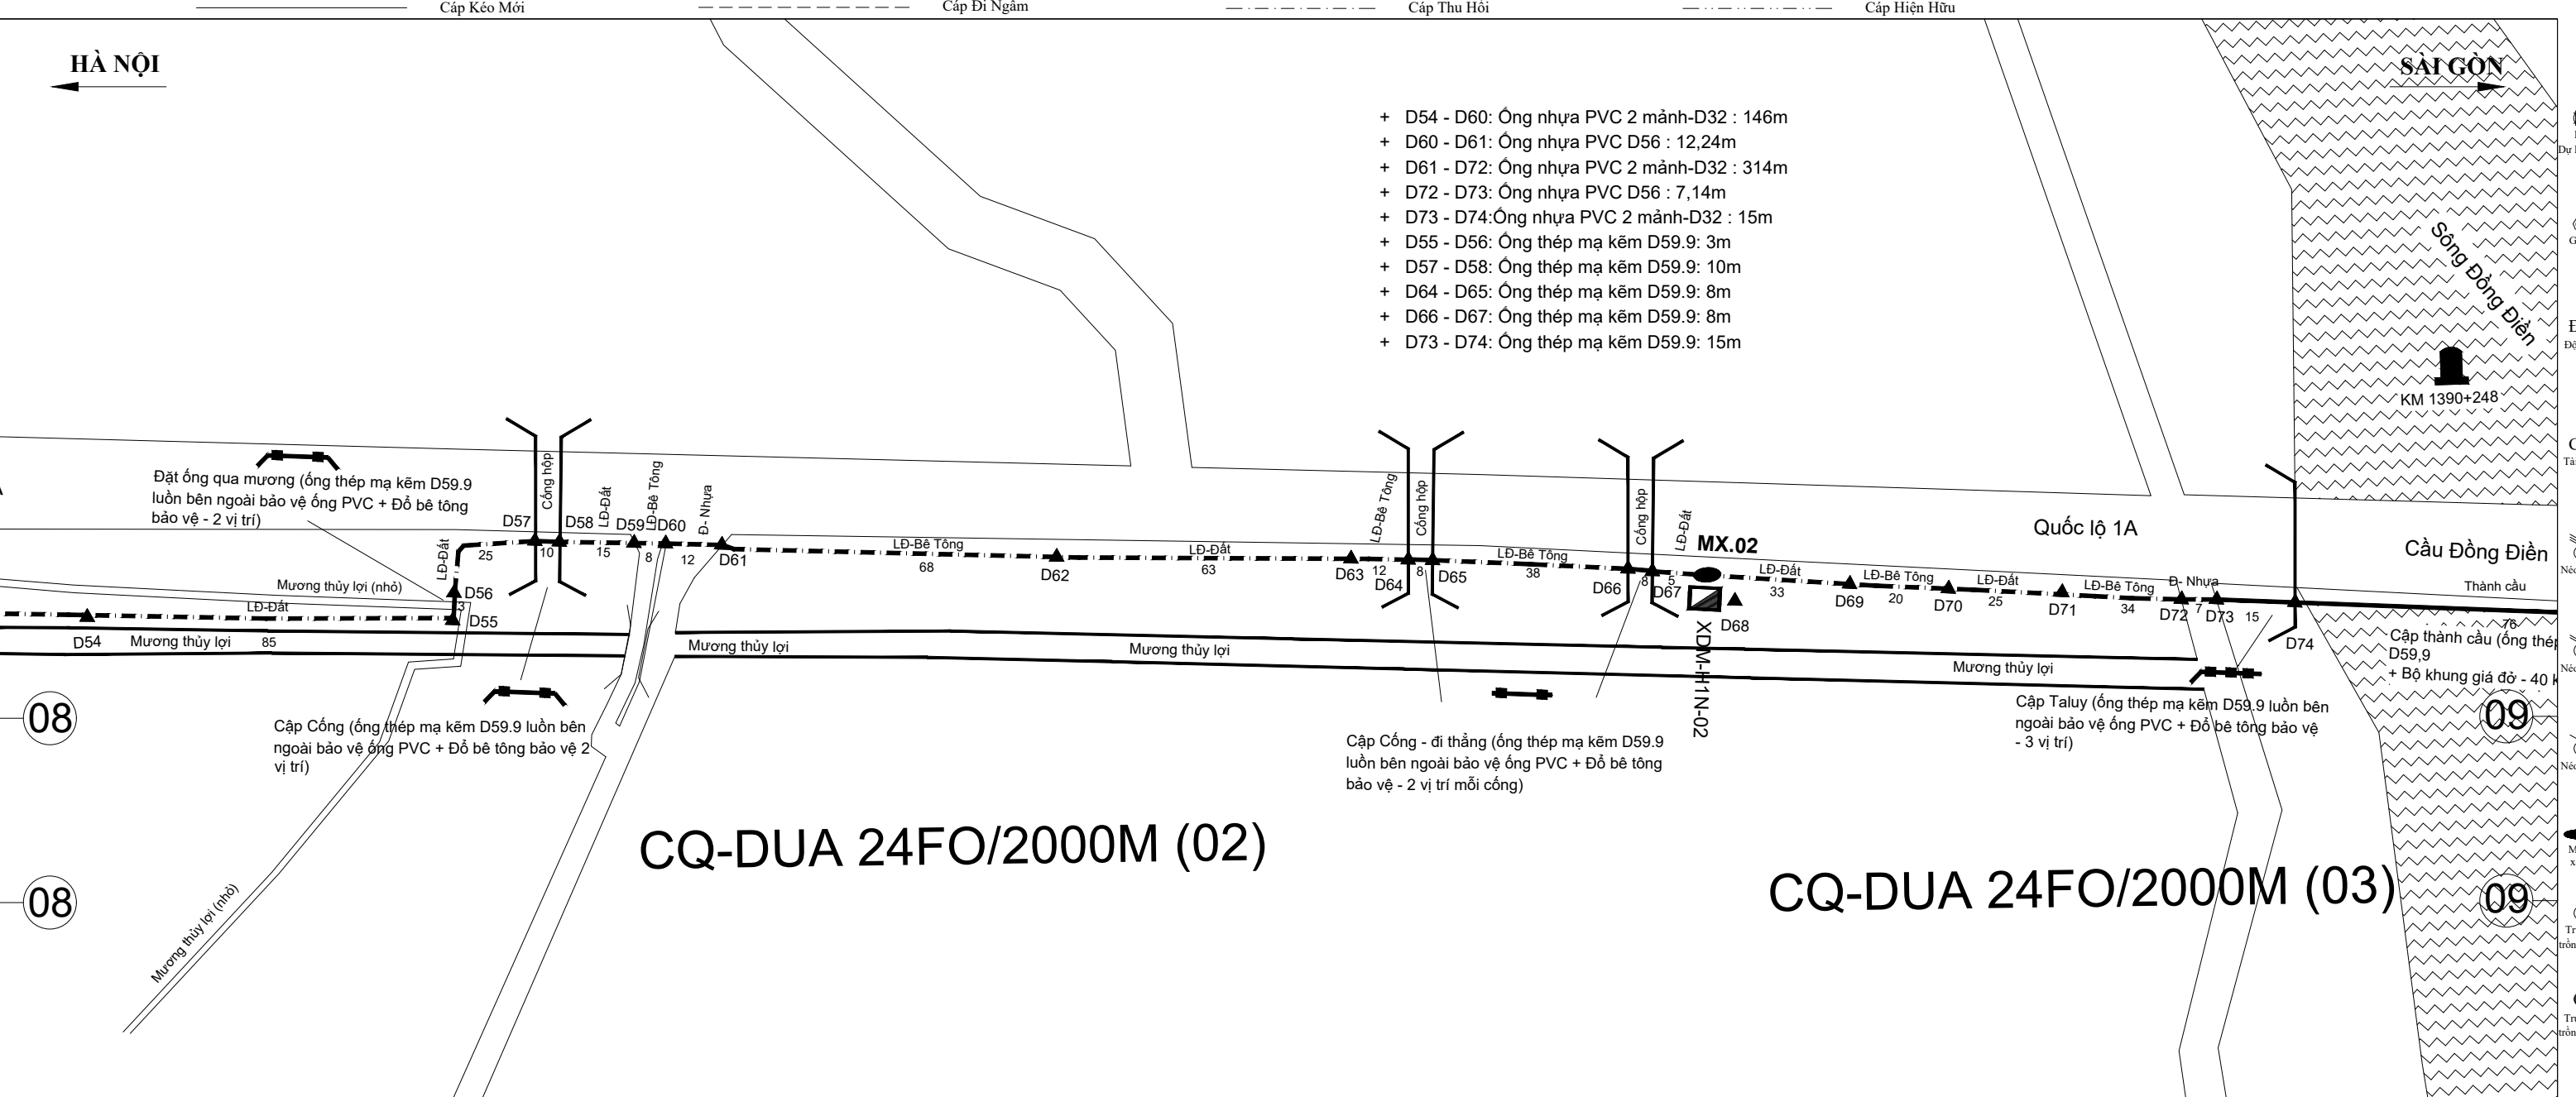 Cáp Kéo Mới
Cáp Đi Ngầm
Cáp Thu Hồi
Cáp Hiện Hữu
HÀ NỘI
SÀI GÒN
+ D54 - D60: Ống nhựa PVC 2 mảnh-D32 : 146m
+ D60 - D61: Ống nhựa PVC D56 : 12,24m
+ D61 - D72: Ống nhựa PVC 2 mảnh-D32 : 314m
+ D72 - D73: Ống nhựa PVC D56 : 7,14m
+ D73 - D74:Ống nhựa PVC 2 mảnh-D32 : 15m
+ D55 - D56: Ống thép mạ kẽm D59.9: 3m
+ D57 - D58: Ống thép mạ kẽm D59.9: 10m
+ D64 - D65: Ống thép mạ kẽm D59.9: 8m
+ D66 - D67: Ống thép mạ kẽm D59.9: 8m
+ D73 - D74: Ống thép mạ kẽm D59.9: 15m
Sông Đồng Điền
KM 1390+248
Đặt ống qua mương (ống thép mạ kẽm D59.9
luồn bên ngoài bảo vệ ống PVC + Đổ bê tông
bảo vệ - 2 vị trí)
Mương thủy lợi (nhỏ)
LĐ-Đất
D54
Mương thủy lợi
85
LĐ-Đất
3
D56
D55
25
D57
Cống hộp
10
D58
LĐ-Đất
15
D59
LĐ-Bê Tông
8
D60
Đ- Nhựa
12
D61
LĐ-Bê Tông
68
D62
LĐ-Đất
63
D63
LĐ-Bê Tông
12
D64
Cống hộp
8
D65
LĐ-Bê Tông
38
D66
Cống hộp
8
D67
LĐ-Đất
5
MX.02
D68
XDM-H1N-02
LĐ-Đất
33
D69
LĐ-Bê Tông
20
D70
LĐ-Đất
25
D71
LĐ-Bê Tông
34
D72
Đ- Nhựa
7
D73
15
D74
Quốc lộ 1A
Cầu Đồng Điền
Thành cầu
76
Mương thủy lợi
Mương thủy lợi
Mương thủy lợi
Cập thành cầu (ống thép
D59,9
+ Bộ khung giá đở - 40
Cập Cống (ống thép mạ kẽm D59.9 luồn bên
ngoài bảo vệ ống PVC + Đổ bê tông bảo vệ 2
vị trí)
Cập Cống - đi thẳng (ống thép mạ kẽm D59.9
luồn bên ngoài bảo vệ ống PVC + Đổ bê tông
bảo vệ - 2 vị trí mỗi cống)
Cập Taluy (ống thép mạ kẽm D59.9 luồn bên
ngoài bảo vệ ống PVC + Đổ bê tông bảo vệ
- 3 vị trí)
08
09
CQ-DUA 24FO/2000M (02)
CQ-DUA 24FO/2000M (03)
08
09
Mương thủy lợi (nhỏ)